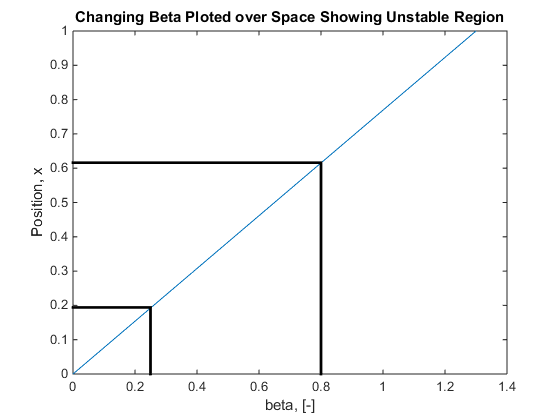 Changing Beta Ploted over Space Showing Unstable Region
1
0.9
0.8
0.7
0.6
0.5
0.4
0.3
0.2
0.1
0
Position, x
0 0.2 0.4 0.6 0.8 1 1.2 1.4
beta, [-]